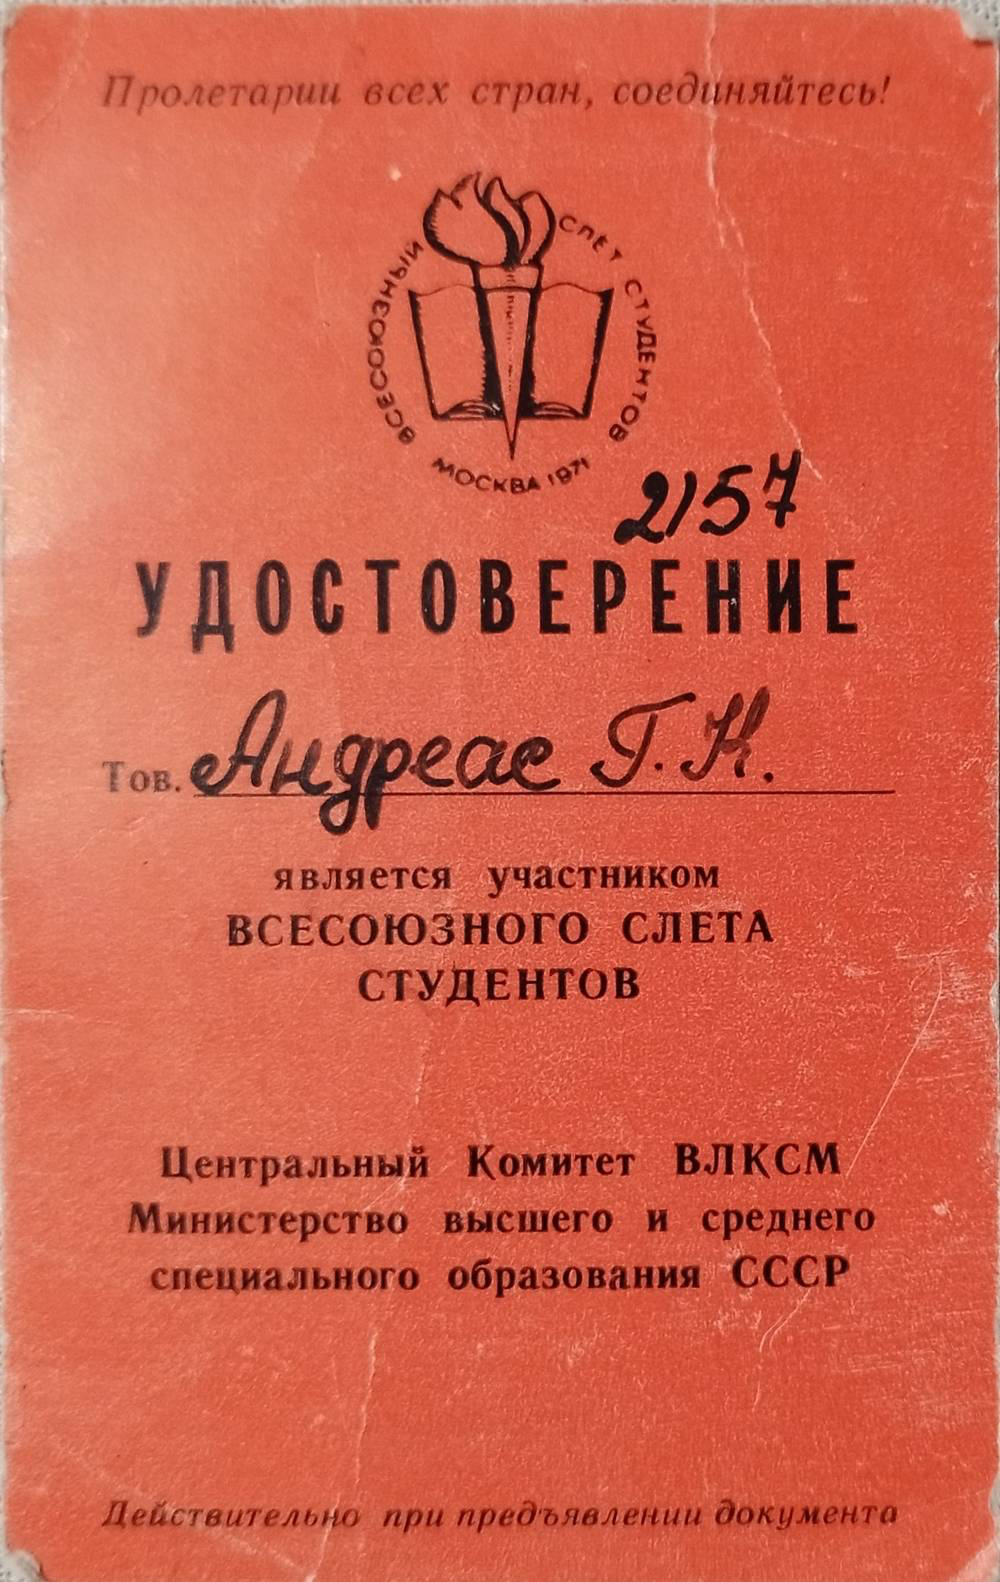 Пролетарии всех стран, соединяйтесь!
ВСЕСОЮЗНЫЙ СЛЁТ СТУДЕНТОВ
МОСКВА 1971
2157
УДОСТОВЕРЕНИЕ
Тов. Андреас Г. К.
является участником
ВСЕСОЮЗНОГО СЛЕТА
СТУДЕНТОВ
Центральный Комитет ВЛКСМ
Министерство высшего и среднего
специального образования СССР
Действительно при предъявлении документа